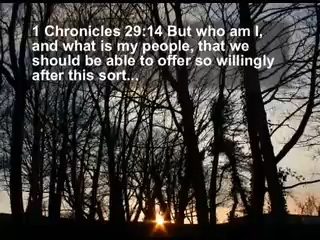 1 Chronicles 29:14 But who am I,
and what is my people, that we
should be able to offer so willingly
after this sort...